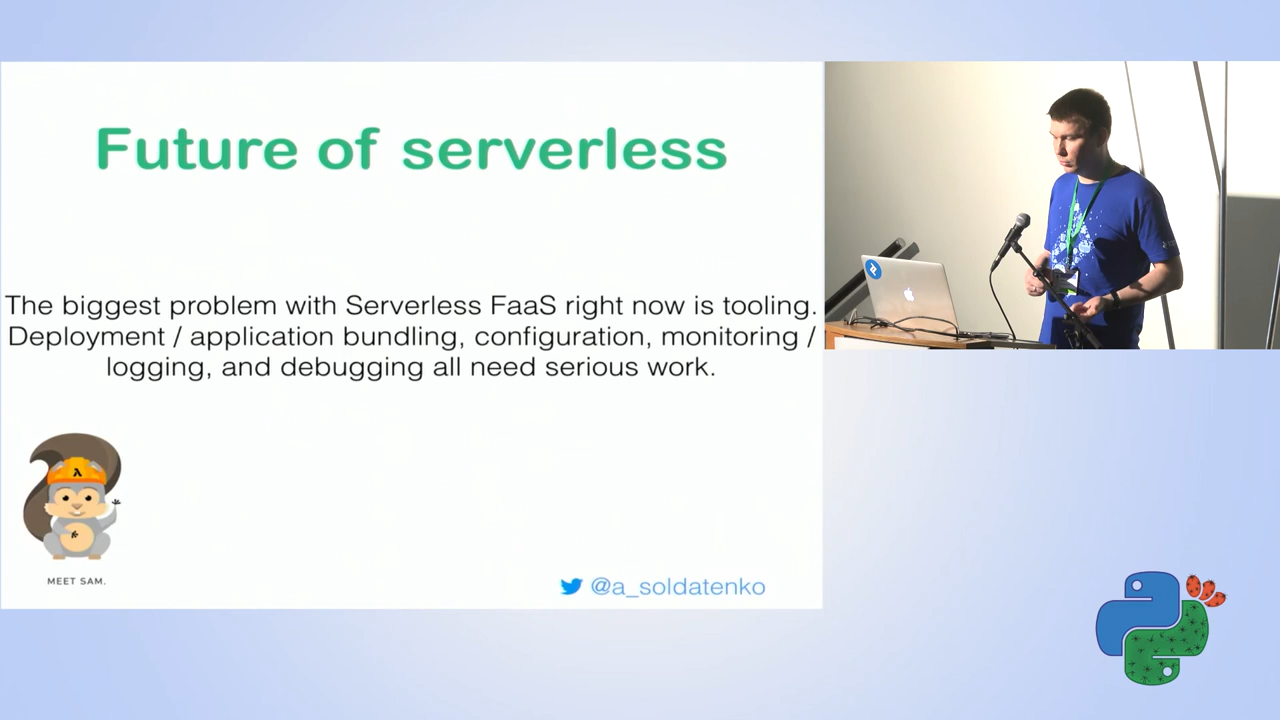 Future of serverless
The biggest problem with Serverless FaaS right now is tooling.
Deployment / application bundling, configuration, monitoring /
logging, and debugging all need serious work.
λ
MEET SAM.
@a_soldatenko